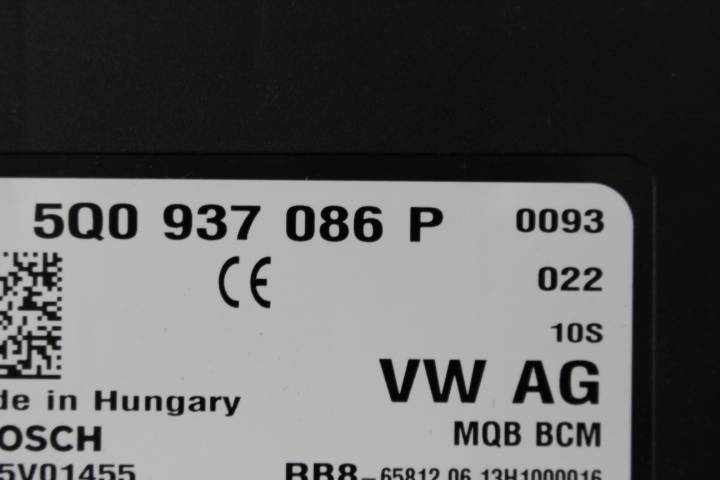 5Q0 937 086 P 0093
CE 022
10S
VW AG
de in Hungary
OSCH MQB BCM
5V01455 BB8-65812 06 13H1000016